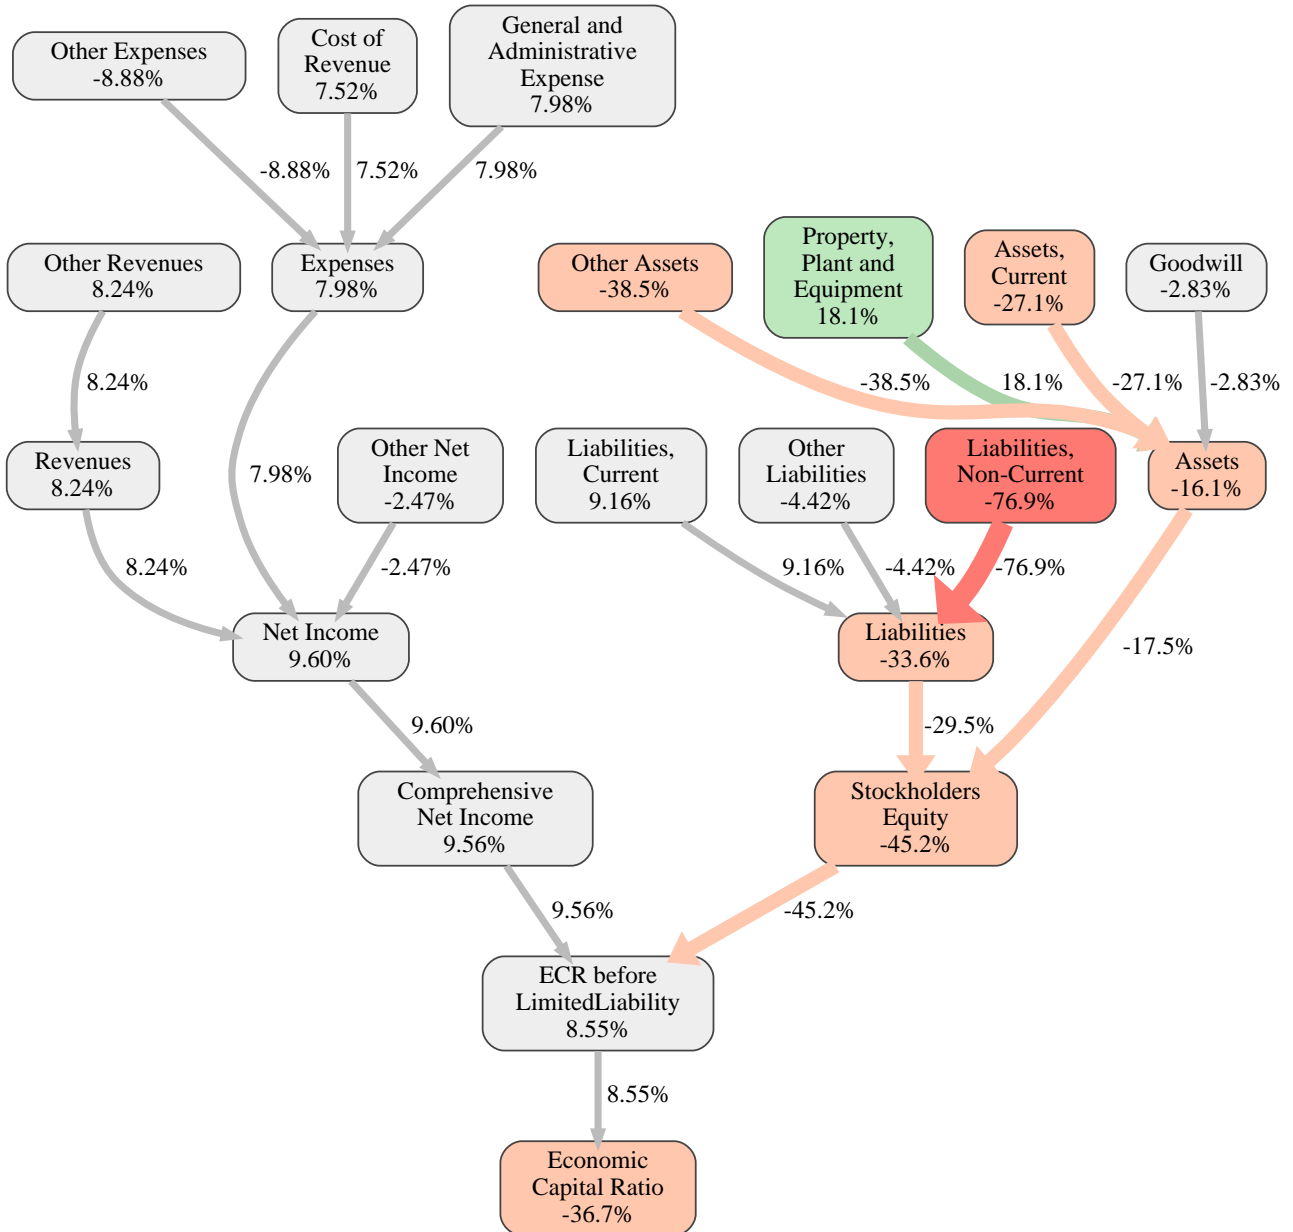 Other Expenses
-8.88%
Cost of
Revenue
7.52%
General and
Administrative
Expense
7.98%
-8.88%
7.52%
7.98%
Other Revenues
8.24%
Expenses
7.98%
Other Assets
-38.5%
Property,
Plant and
Equipment
18.1%
Assets,
Current
-27.1%
Goodwill
-2.83%
8.24%
-38.5%
18.1%
-27.1%
-2.83%
Revenues
8.24%
7.98%
Other Net
Income
-2.47%
Liabilities,
Current
9.16%
Other
Liabilities
-4.42%
Liabilities,
Non-Current
-76.9%
Assets
-16.1%
8.24%
-2.47%
9.16%
-4.42%
-76.9%
Net Income
9.60%
Liabilities
-33.6%
-17.5%
9.60%
-29.5%
Comprehensive
Net Income
9.56%
Stockholders
Equity
-45.2%
9.56%
-45.2%
ECR before
LimitedLiability
8.55%
8.55%
Economic
Capital Ratio
-36.7%